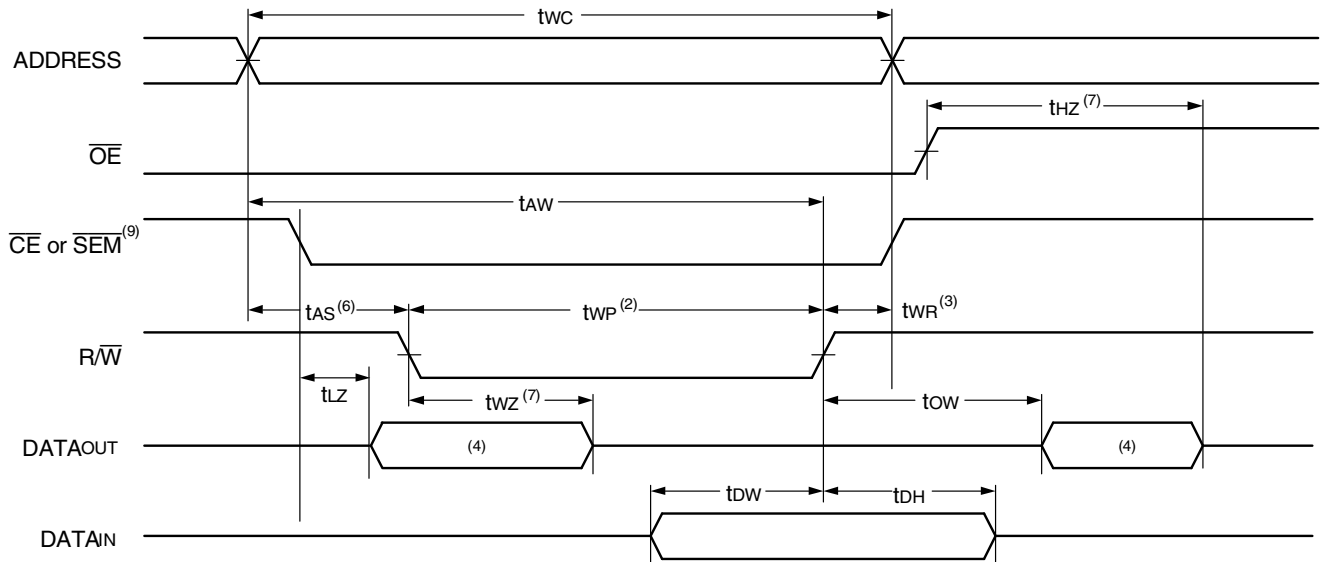 tWC
ADDRESS
tHZ (7)
OE
tAW
CE or SEM (9)
tAS (6)
tWP (2)
tWR (3)
R/W
tLZ
tWZ (7)
tOW
DATAOUT
(4)
(4)
tDW
tDH
DATAIN